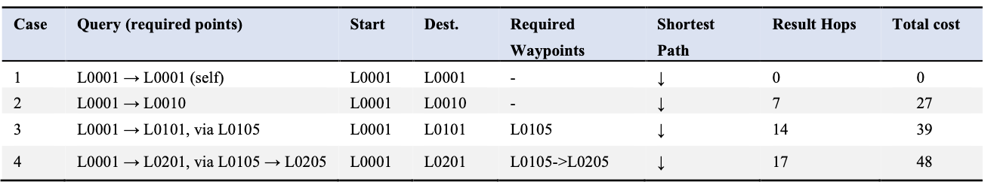 Case Query (required points) Start Dest. Required Waypoints Shortest Path Result Hops Total cost
1 L0001 → L0001 (self) L0001 L0001 - ↓ 0 0
2 L0001 → L0010 L0001 L0010 - ↓ 7 27
3 L0001 → L0101, via L0105 L0001 L0101 L0105 ↓ 14 39
4 L0001 → L0201, via L0105 → L0205 L0001 L0201 L0105->L0205 ↓ 17 48